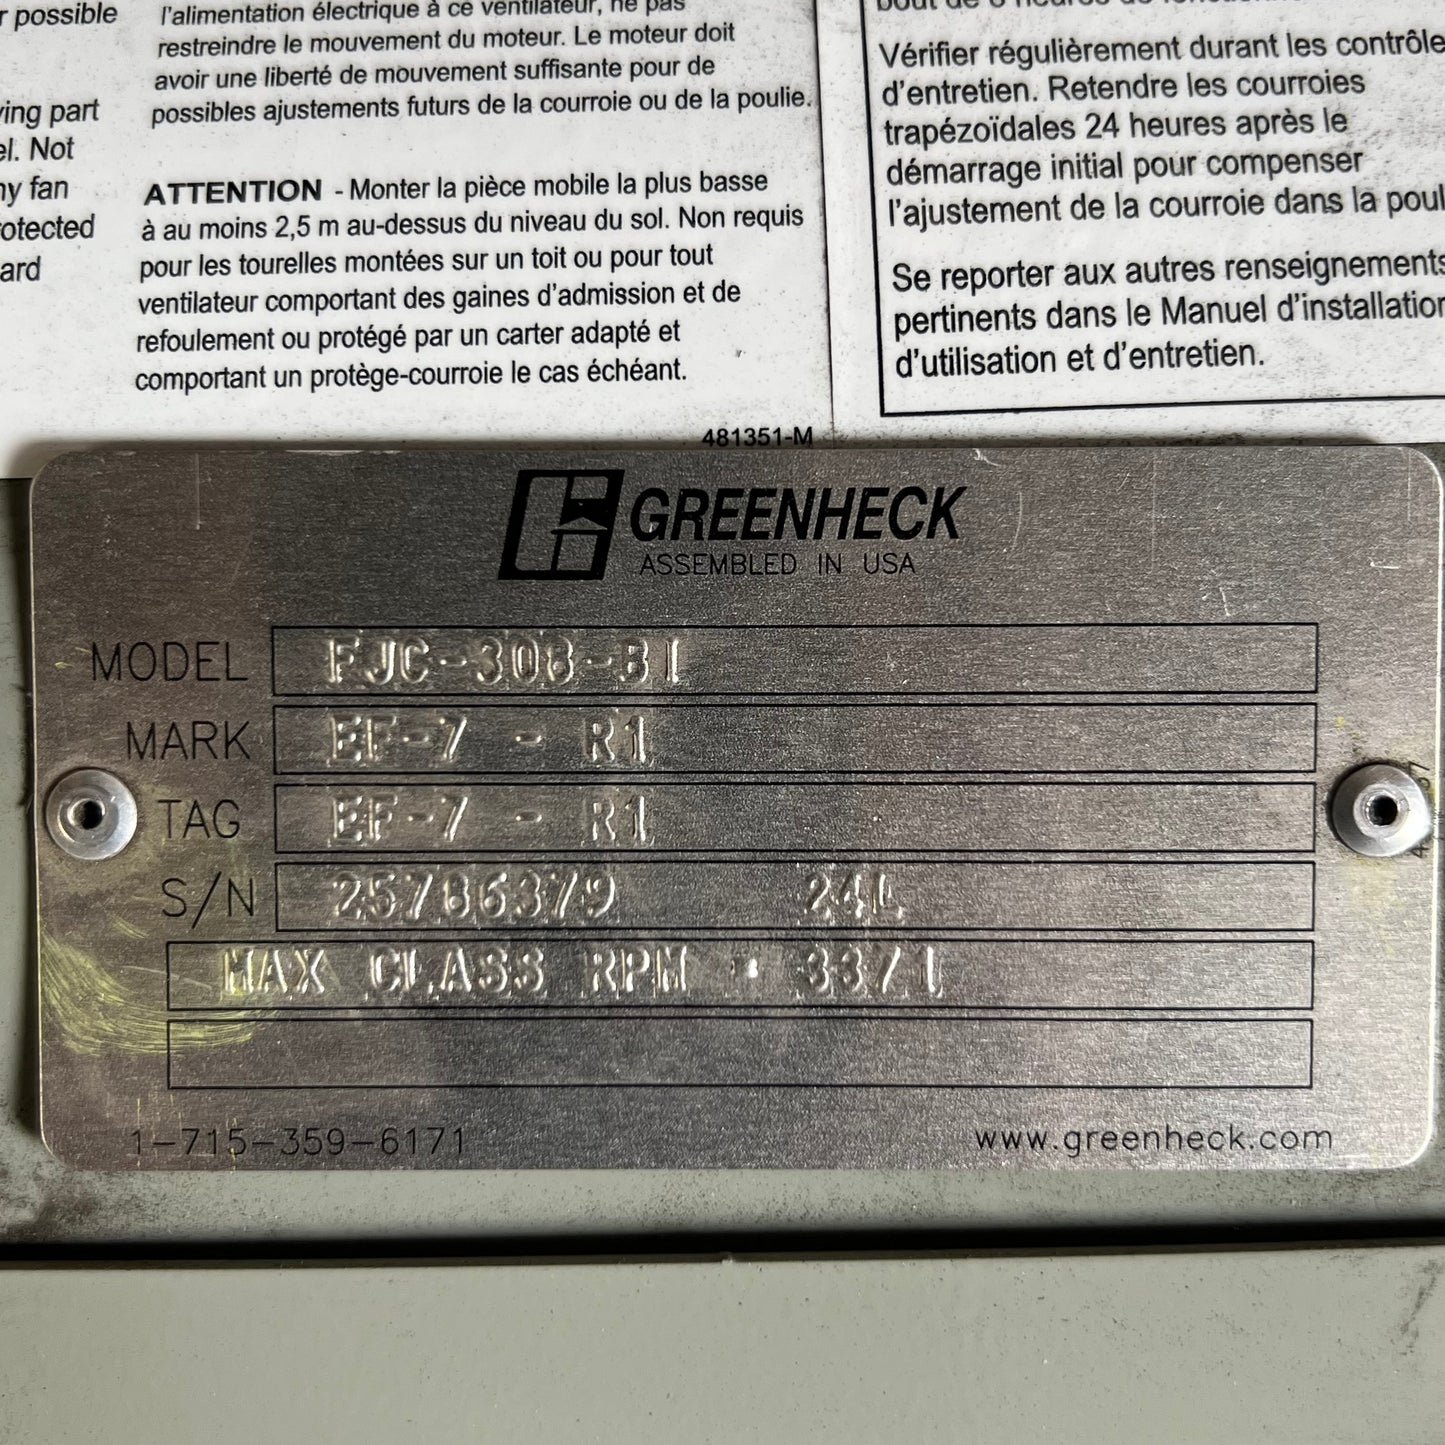 r possible
ving part
el. Not
ny fan
otected
ard
l'alimentation électrique à ce ventilateur, ne pas
restreindre le mouvement du moteur. Le moteur doit
avoir une liberté de mouvement suffisante pour de
possibles ajustements futurs de la courroie ou de la poulie.
ATTENTION - Monter la pièce mobile la plus basse
à au moins 2,5 m au-dessus du niveau du sol. Non requis
pour les tourelles montées sur un toit ou pour tout
ventilateur comportant des gaines d'admission et de
refoulement ou protégé par un carter adapté et
comportant un protège-courroie le cas échéant.
481351-M
Vérifier régulièrement durant les contrôle
d'entretien. Retendre les courroies
trapézoïdales 24 heures après le
démarrage initial pour compenser
l'ajustement de la courroie dans la poul
Se reporter aux autres renseignements
pertinents dans le Manuel d'installation
d'utilisation et d'entretien.
GREENHECK
ASSEMBLED IN USA
MODEL FJC-308-BI
MARK EF-7 - R1
TAG EF-7 - R1
S/N 25786379 24L
MAX CLASS RPM * 3371
1-715-359-6171
www.greenheck.com